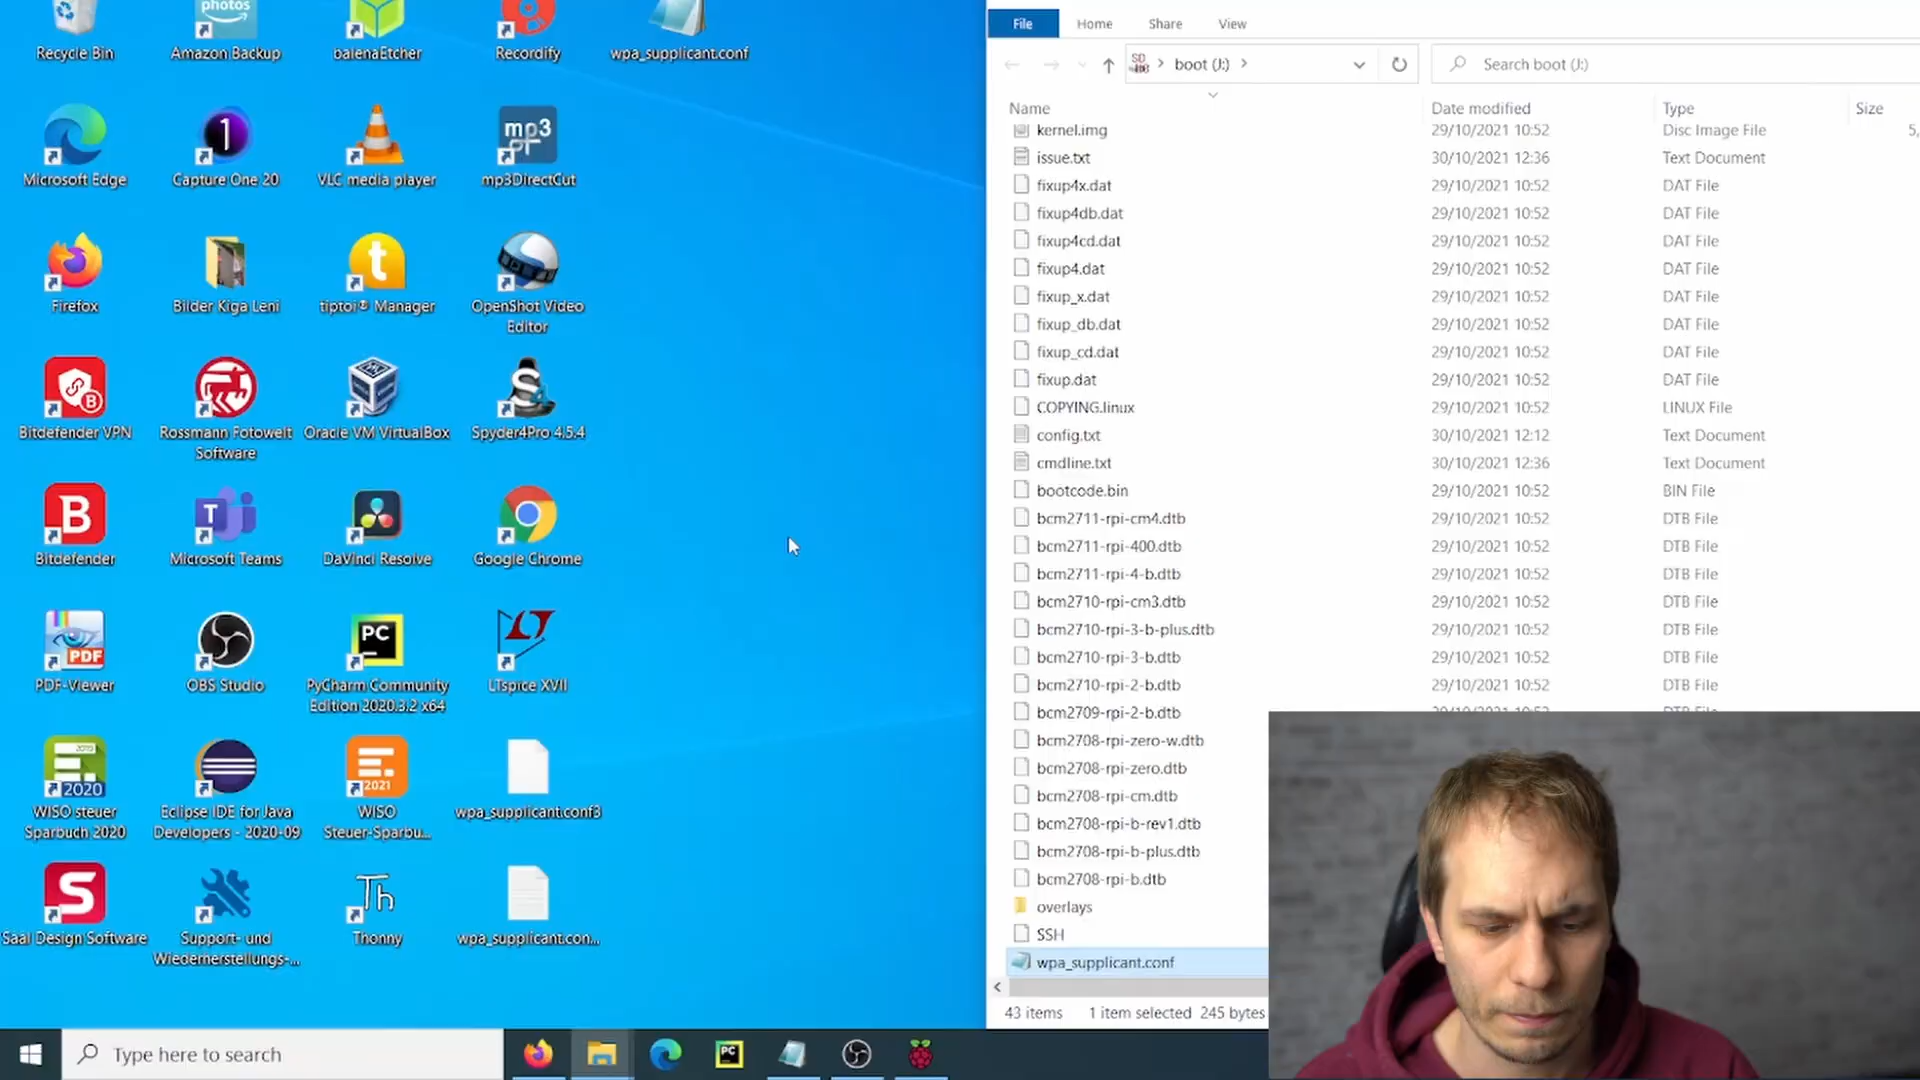 Recycle Bin
photos
Amazon Backup
balenaEtcher
Recordify
wpa_supplicant.conf
Microsoft Edge
1
Capture One 20
VLC media player
mp3
mp3DirectCut
Firefox
Bilder Kiga Leni
t
tiptoi® Manager
OpenShot Video
Editor
B
Bitdefender VPN
Rossmann Fotowelt
Software
Oracle VM VirtualBox
S
4
Spyder4Pro 4.5.4
B
Bitdefender
T
Microsoft Teams
DaVinci Resolve
Google Chrome
PDF
PDF-Viewer
OBS Studio
PC
PyCharm Community
Edition 2020.3.2 x64
LTspice XVII
2020
WISO steuer
Sparbuch 2020
Eclipse IDE for Java
Developers - 2020-09
2021
WISO
Steuer-Sparbu...
wpa_supplicant.conf3
S
Saal Design Software
Support- und
Wiederherstellungs-...
Th
Thonny
wpa_supplicant.con...
File
Home
Share
View
boot (J:)
Search boot (J:)
Name
Date modified
Type
Size
kernel.img 29/10/2021 10:52 Disc Image File 5,
issue.txt 30/10/2021 12:36 Text Document
fixup4x.dat 29/10/2021 10:52 DAT File
fixup4db.dat 29/10/2021 10:52 DAT File
fixup4cd.dat 29/10/2021 10:52 DAT File
fixup4.dat 29/10/2021 10:52 DAT File
fixup_x.dat 29/10/2021 10:52 DAT File
fixup_db.dat 29/10/2021 10:52 DAT File
fixup_cd.dat 29/10/2021 10:52 DAT File
fixup.dat 29/10/2021 10:52 DAT File
COPYING.linux 29/10/2021 10:52 LINUX File
config.txt 30/10/2021 12:12 Text Document
cmdline.txt 30/10/2021 12:36 Text Document
bootcode.bin 29/10/2021 10:52 BIN File
bcm2711-rpi-cm4.dtb 29/10/2021 10:52 DTB File
bcm2711-rpi-400.dtb 29/10/2021 10:52 DTB File
bcm2711-rpi-4-b.dtb 29/10/2021 10:52 DTB File
bcm2710-rpi-cm3.dtb 29/10/2021 10:52 DTB File
bcm2710-rpi-3-b-plus.dtb 29/10/2021 10:52 DTB File
bcm2710-rpi-3-b.dtb 29/10/2021 10:52 DTB File
bcm2710-rpi-2-b.dtb 29/10/2021 10:52 DTB File
bcm2709-rpi-2-b.dtb
bcm2708-rpi-zero-w.dtb
bcm2708-rpi-zero.dtb
bcm2708-rpi-cm.dtb
bcm2708-rpi-b-rev1.dtb
bcm2708-rpi-b-plus.dtb
bcm2708-rpi-b.dtb
overlays
SSH
wpa_supplicant.conf
43 items 1 item selected 245 bytes
Type here to search
PC